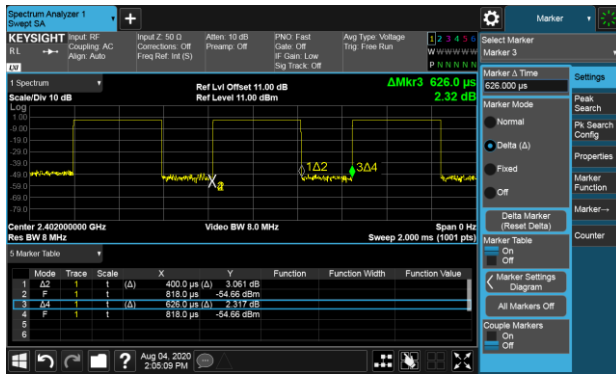 Spectrum Analyzer 1
Swept SA
+
Marker
KEYSIGHT Input: RF Input Z: 50 Ω Atten: 10 dB PNO: Fast Avg Type: Voltage 1 2 3 4 5 6
RL Coupling: AC Corrections: Off Preamp: Off Gate: Off Trig: Free Run W W W W W W
Align: Auto Freq Ref: Int (S) IF Gain: Low P N N N N N
LXI Sig Track: Off
Select Marker
Marker 3
1 Spectrum
Ref Lvl Offset 11.00 dB
ΔMkr3 626.0 µs
Scale/Div 10 dB Ref Level 11.00 dBm 2.32 dB
Log
1.00
-9.00
-19.0
-29.0
-39.0
-49.0
-59.0
-69.0
-79.0
1Δ2
3Δ4
X
Center 2.402000000 GHz Video BW 8.0 MHz Span 0 Hz
Res BW 8 MHz Sweep 2.000 ms (1001 pts)
5 Marker Table
Mode Trace Scale X Y Function Function Width Function Value
1 Δ2 1 t (Δ) 400.0 µs (Δ) 3.061 dB
2 F 1 t 818.0 µs -54.66 dBm
3 Δ4 1 t (Δ) 626.0 µs (Δ) 2.317 dB
4 F 1 t 818.0 µs -54.66 dBm
5
6
Marker Δ Time
626.000 µs
Marker Mode
Normal
Delta (Δ)
Fixed
Off
Delta Marker
(Reset Delta)
Marker Table
On
Off
Marker Settings
Diagram
All Markers Off
Couple Markers
On
Off
Settings
Peak
Search
Pk Search
Config
Properties
Marker
Function
Marker→
Counter
? Aug 04, 2020
2:05:09 PM